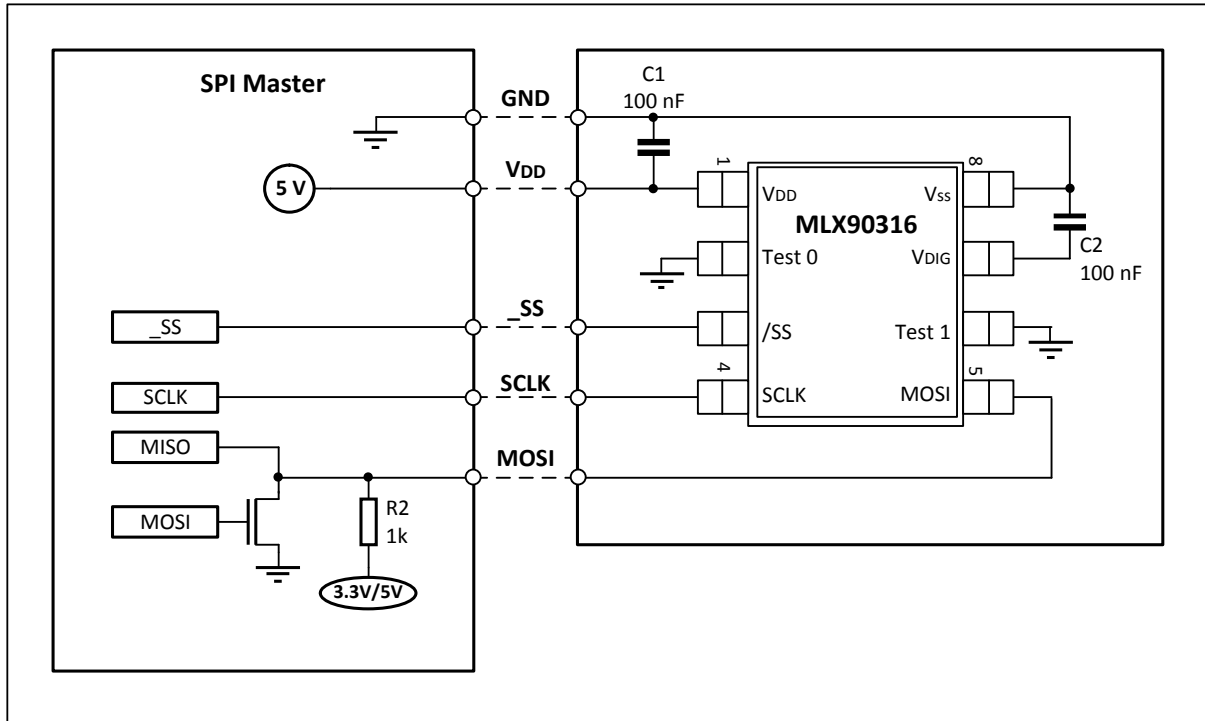 SPI Master
GND
VDD
5 V
_SS
_SS
SCLK
SCLK
MISO
MOSI
MOSI
R2
1k
3.3V/5V
C1
100 nF
1
8
VDD
Vss
MLX90316
Test 0
VDIG
C2
100 nF
/SS
Test 1
4
5
SCLK
MOSI